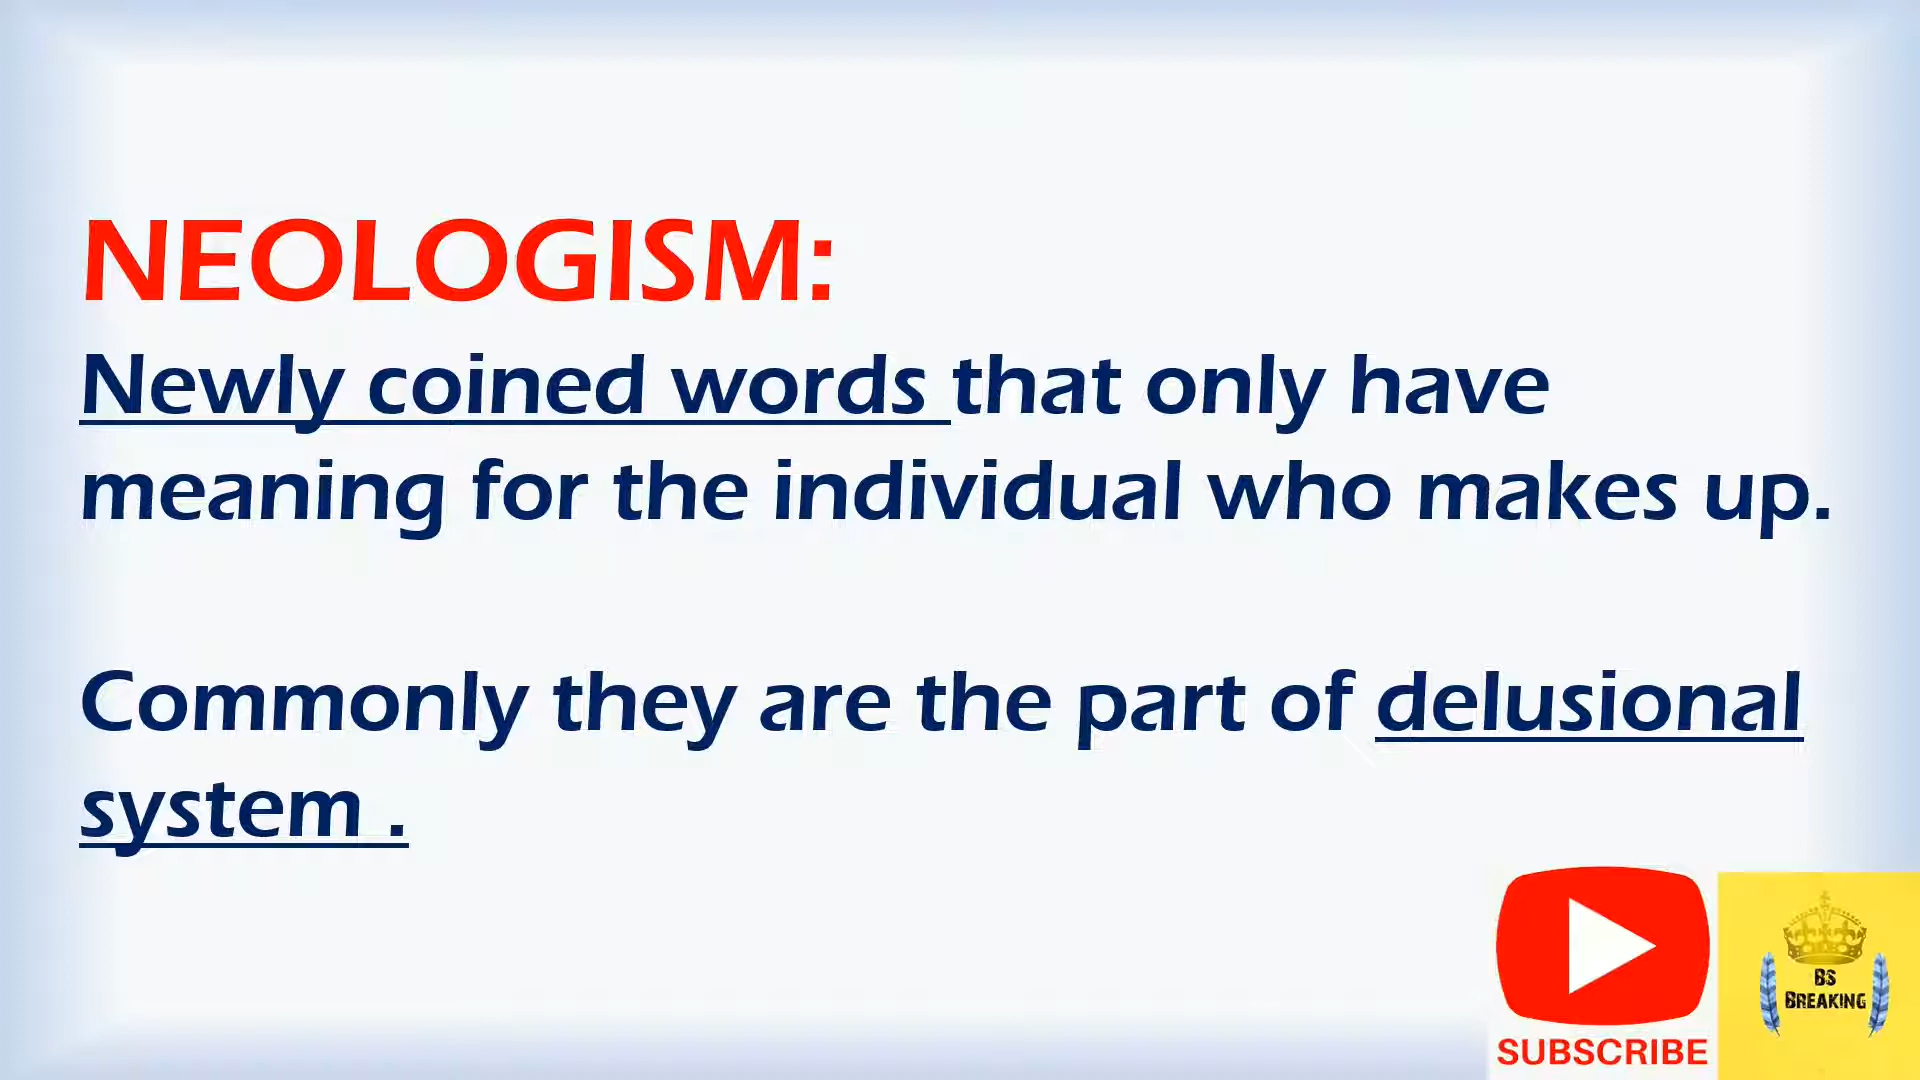 NEOLOGISM:
Newly coined words that only have
meaning for the individual who makes up.
Commonly they are the part of delusional
system .
SUBSCRIBE
BS
BREAKING